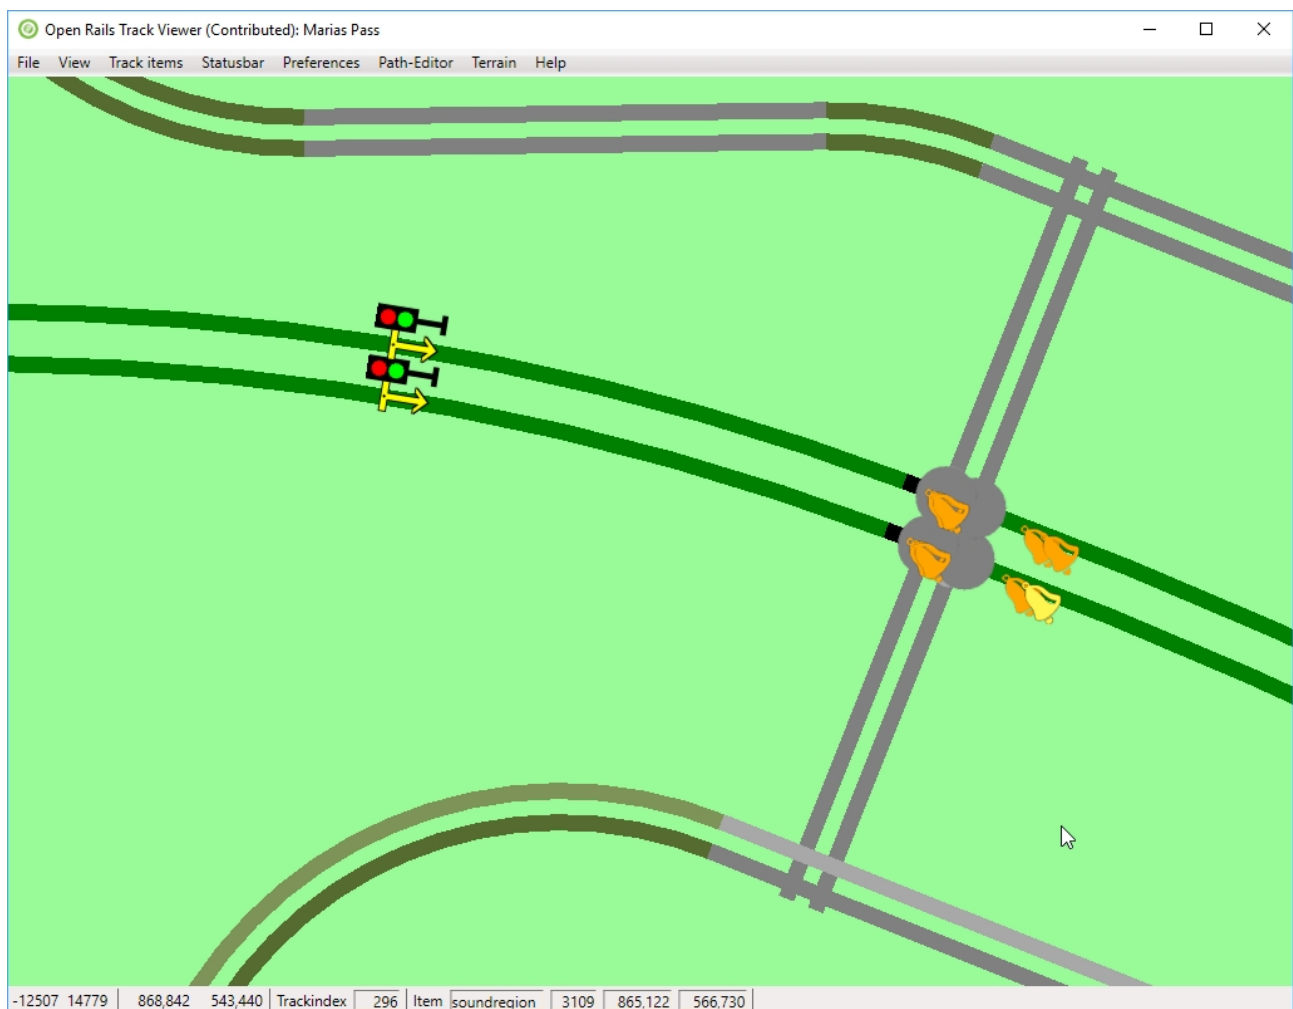 Open Rails Track Viewer (Contributed): Marias Pass
File View Track items Statusbar Preferences Path-Editor Terrain Help
-12507 14779 868,842 543,440 Trackindex 296 Item soundregion 3109 865,122 566,730